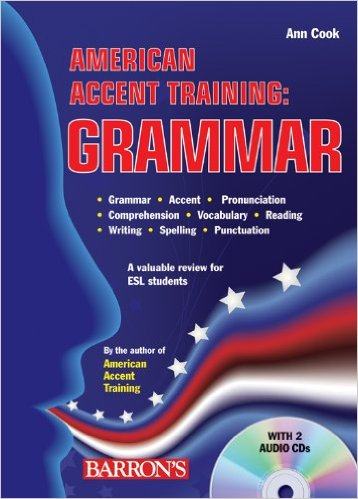 Ann Cook
AMERICAN
ACCENT TRAINING:
GRAMMAR
• Grammar • Accent • Pronunciation
• Comprehension • Vocabulary • Reading
• Writing • Spelling • Punctuation
A valuable review for
ESL students
By the author of
American
Accent
Training
WITH 2
AUDIO CDs
BARRON'S